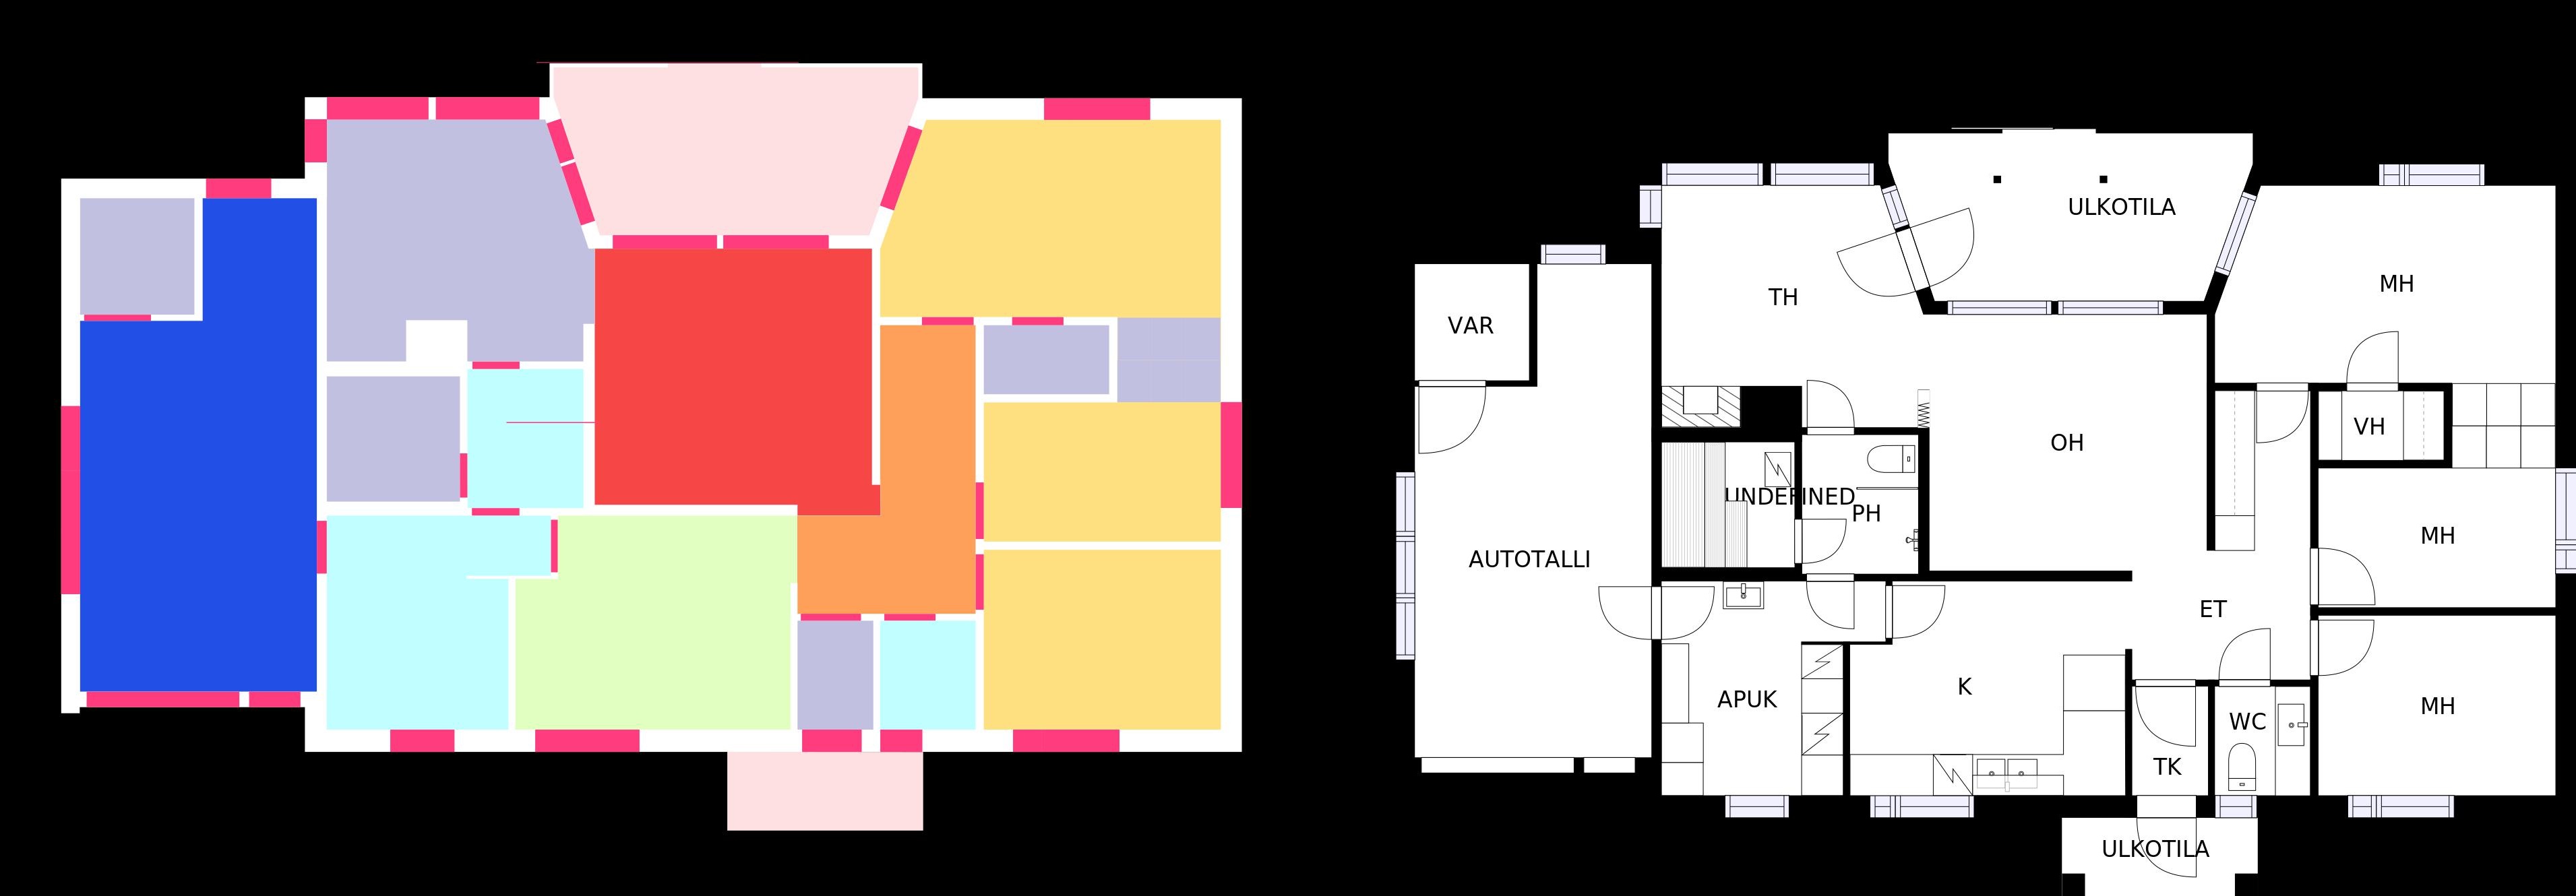 ULKOTILA
MH
TH
VAR
VH
OH
UNDEFINED
PH
MH
AUTOTALLI
ET
K
APUK
MH
WC
TK
ULKOTILA